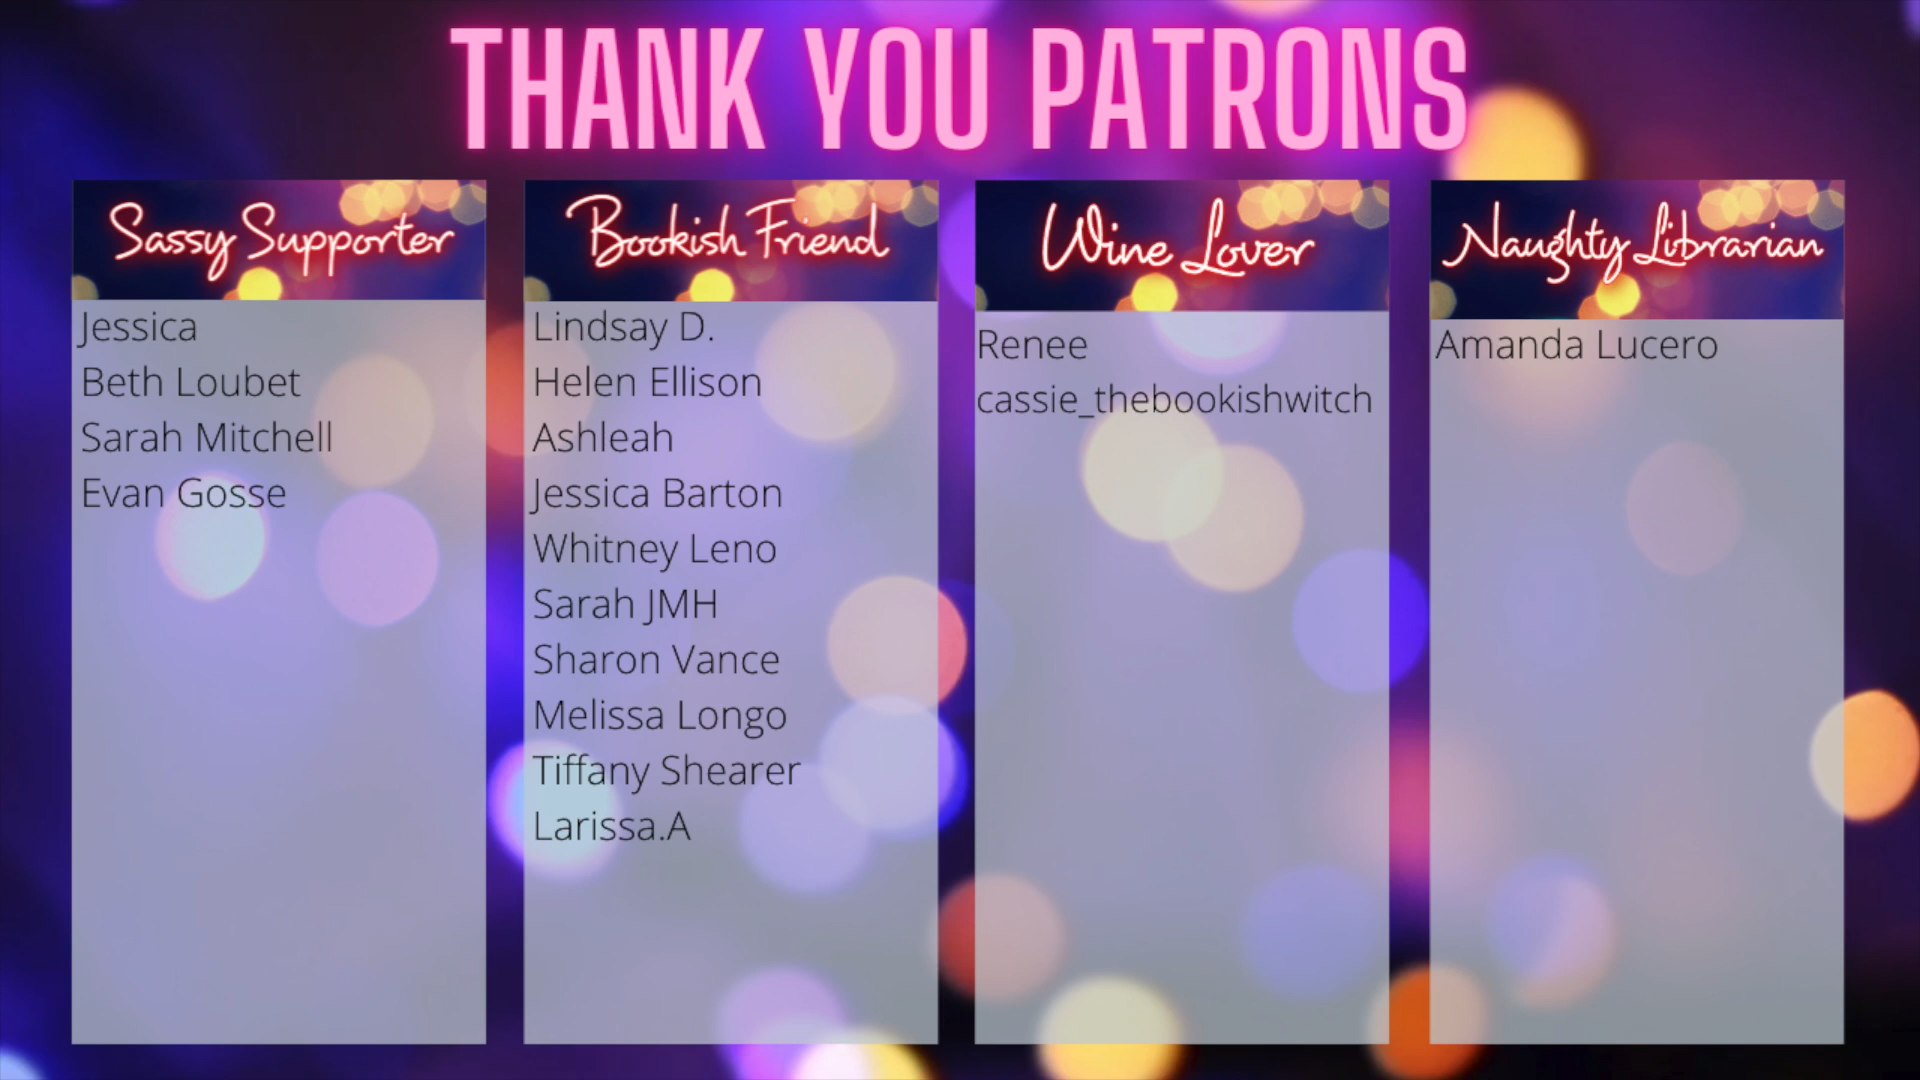 THANK YOU PATRONS
Sassy Supporter
Jessica
Beth Loubet
Sarah Mitchell
Evan Gosse
Bookish Friend
Lindsay D.
Helen Ellison
Ashleah
Jessica Barton
Whitney Leno
Sarah JMH
Sharon Vance
Melissa Longo
Tiffany Shearer
Larissa.A
Wine Lover
Renee
cassie_thebookishwitch
Naughty Librarian
Amanda Lucero